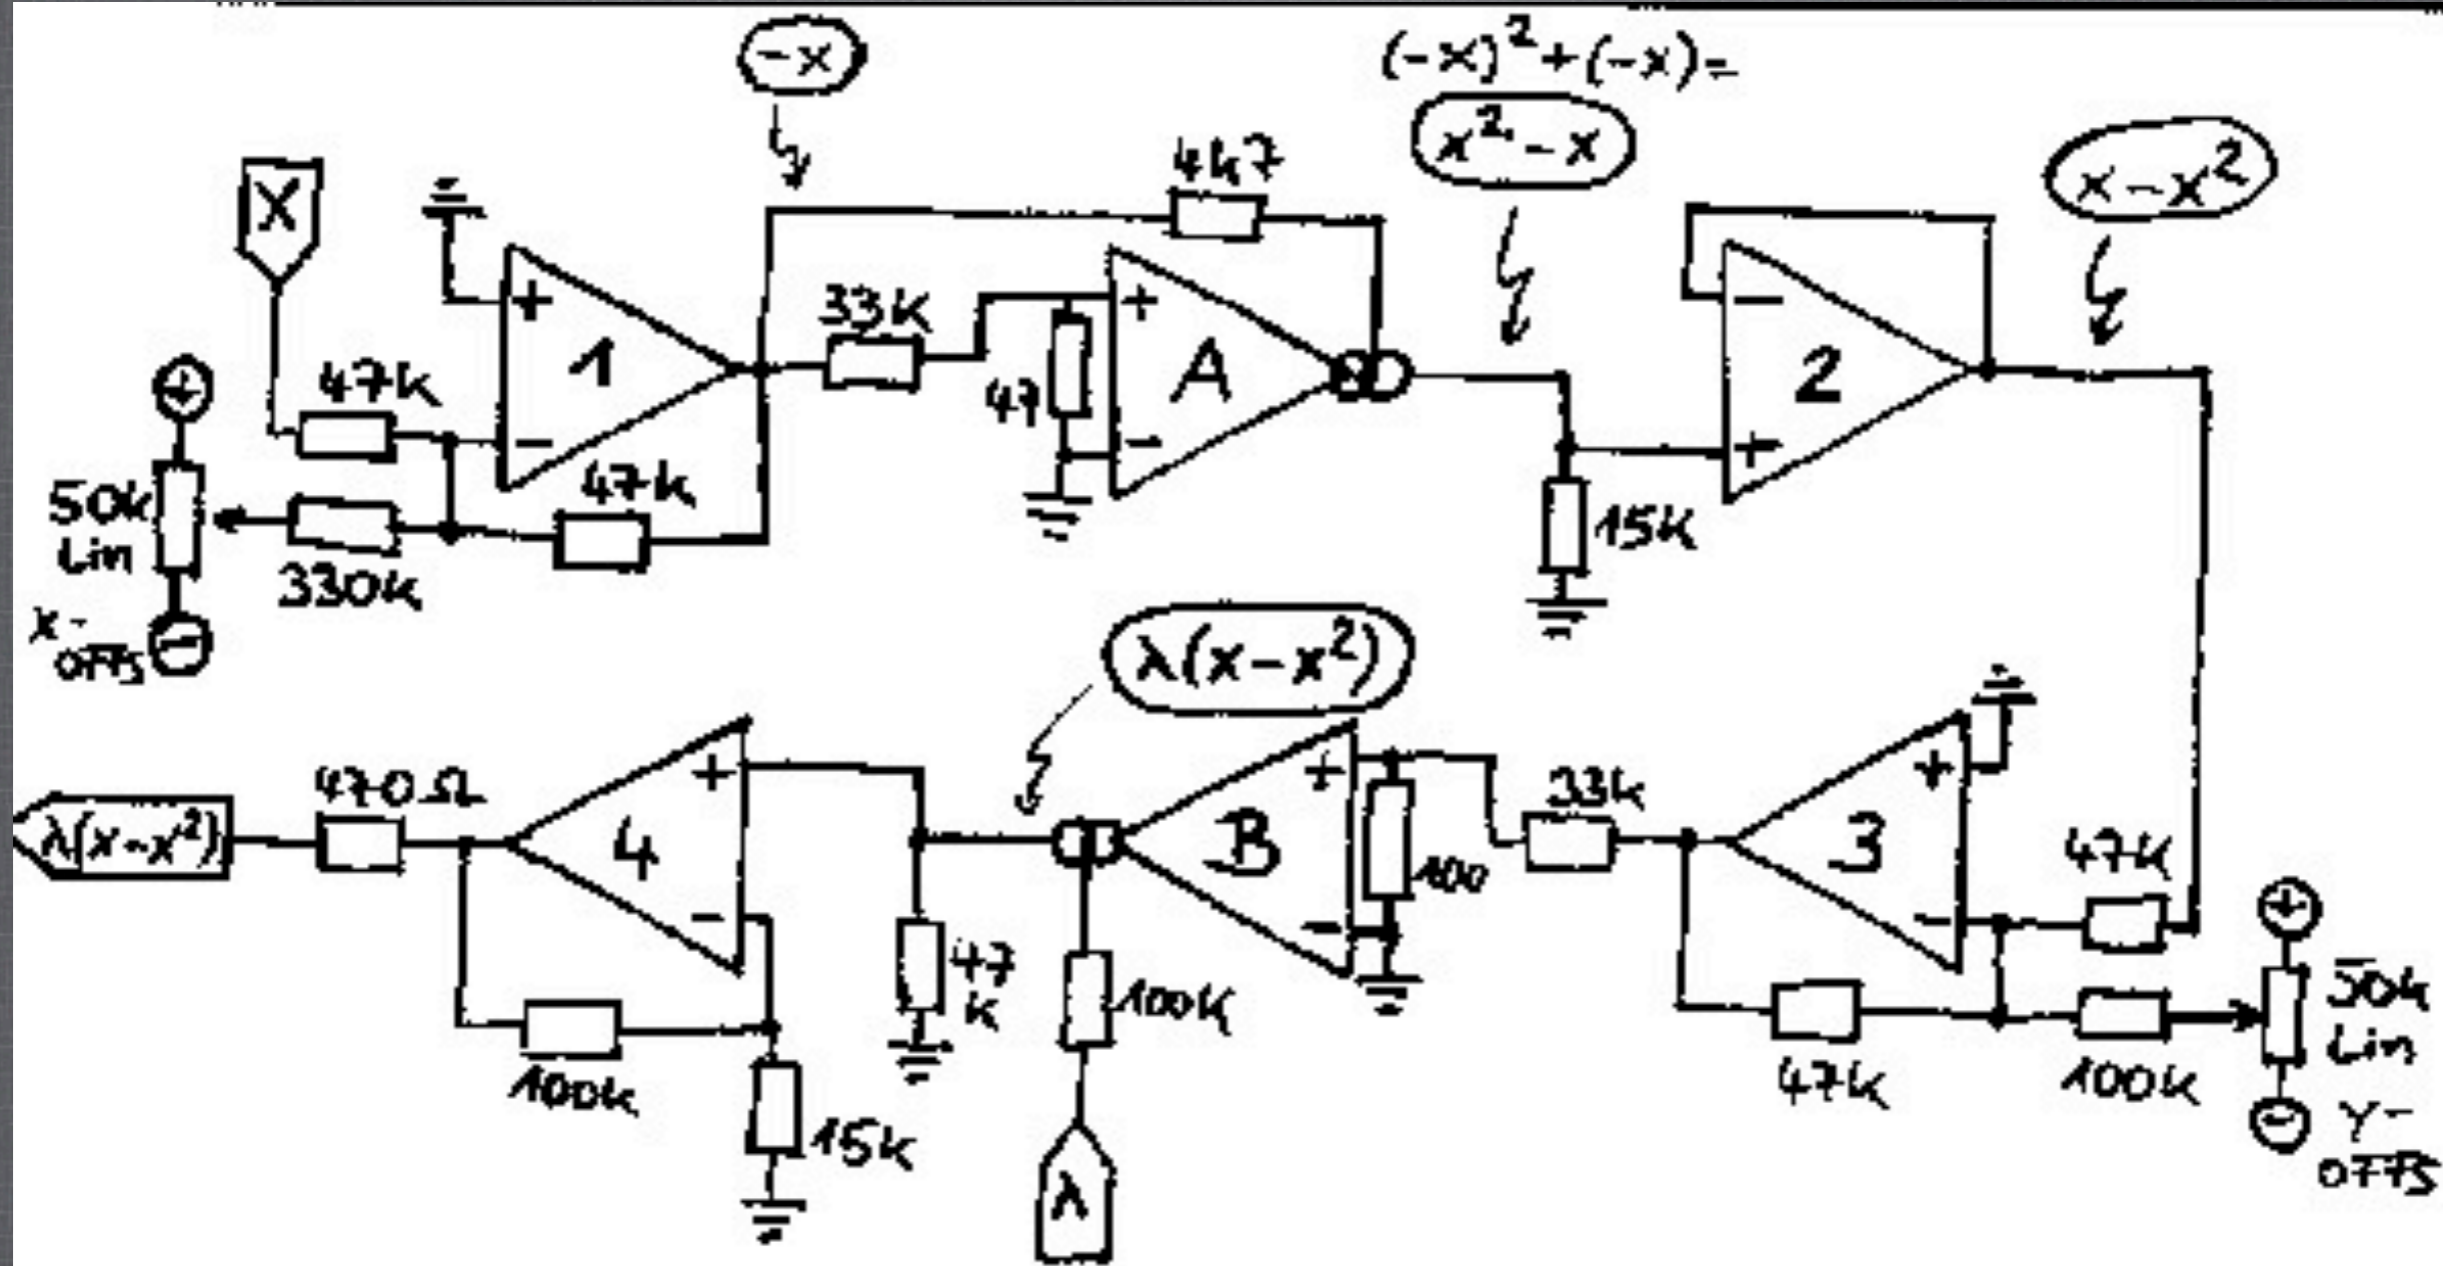 -x
(-x)²+(-x)=
x²-x
x-x²
X
4k7
+
1
33k
+
A
-
2
+
47k
-
47
-
50k
Lin
47k
15k
330k
x-
offs
-
λ(x-x²)
+
470Ω
4
+
B
33k
+
3
47k
λ(x-x²)
100
-
-
-
+
47
k
100k
50k
Lin
100k
47k
100k
15k
-
Y-
offs
λ